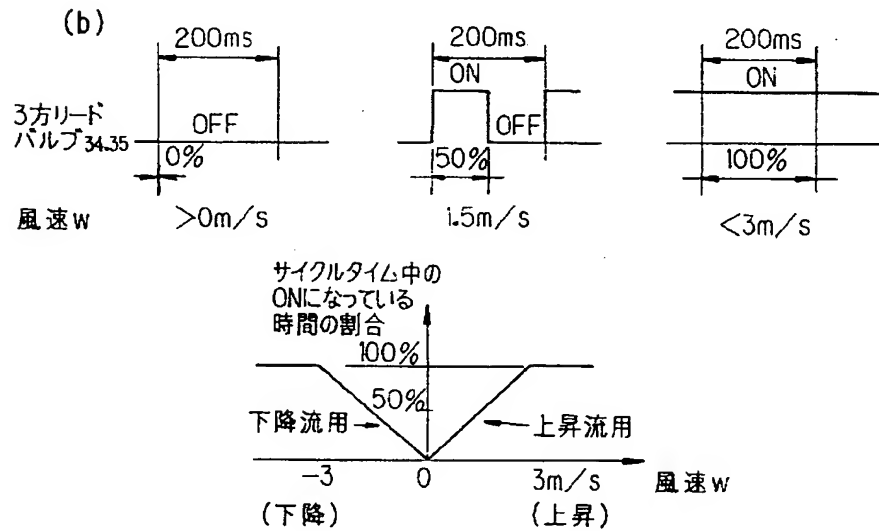 (b)
200ms 200ms 200ms
ON ON
3方リード
バルブ34.35
OFF OFF
0% 50% 100%
風速w >0m/s 1.5m/s <3m/s
サイクルタイム中の
ONになっている
時間の割合
100%
50%
下降流用 上昇流用
-3 0 3m/s 風速w
(下降) (上昇)